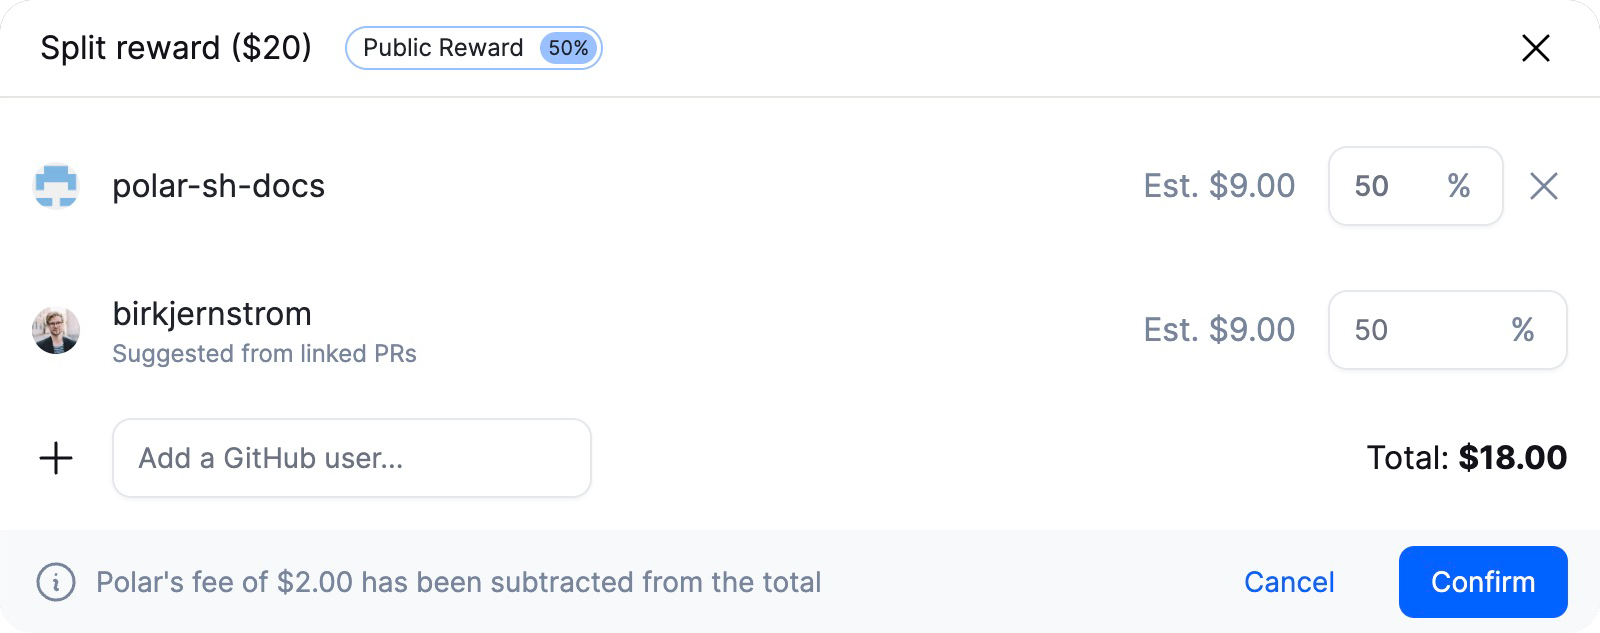 Split reward ($20) Public Reward 50%
polar-sh-docs Est. $9.00 50 %
birkjernstrom
Suggested from linked PRs Est. $9.00 50 %
Add a GitHub user... Total: $18.00
Polar's fee of $2.00 has been subtracted from the total Cancel Confirm